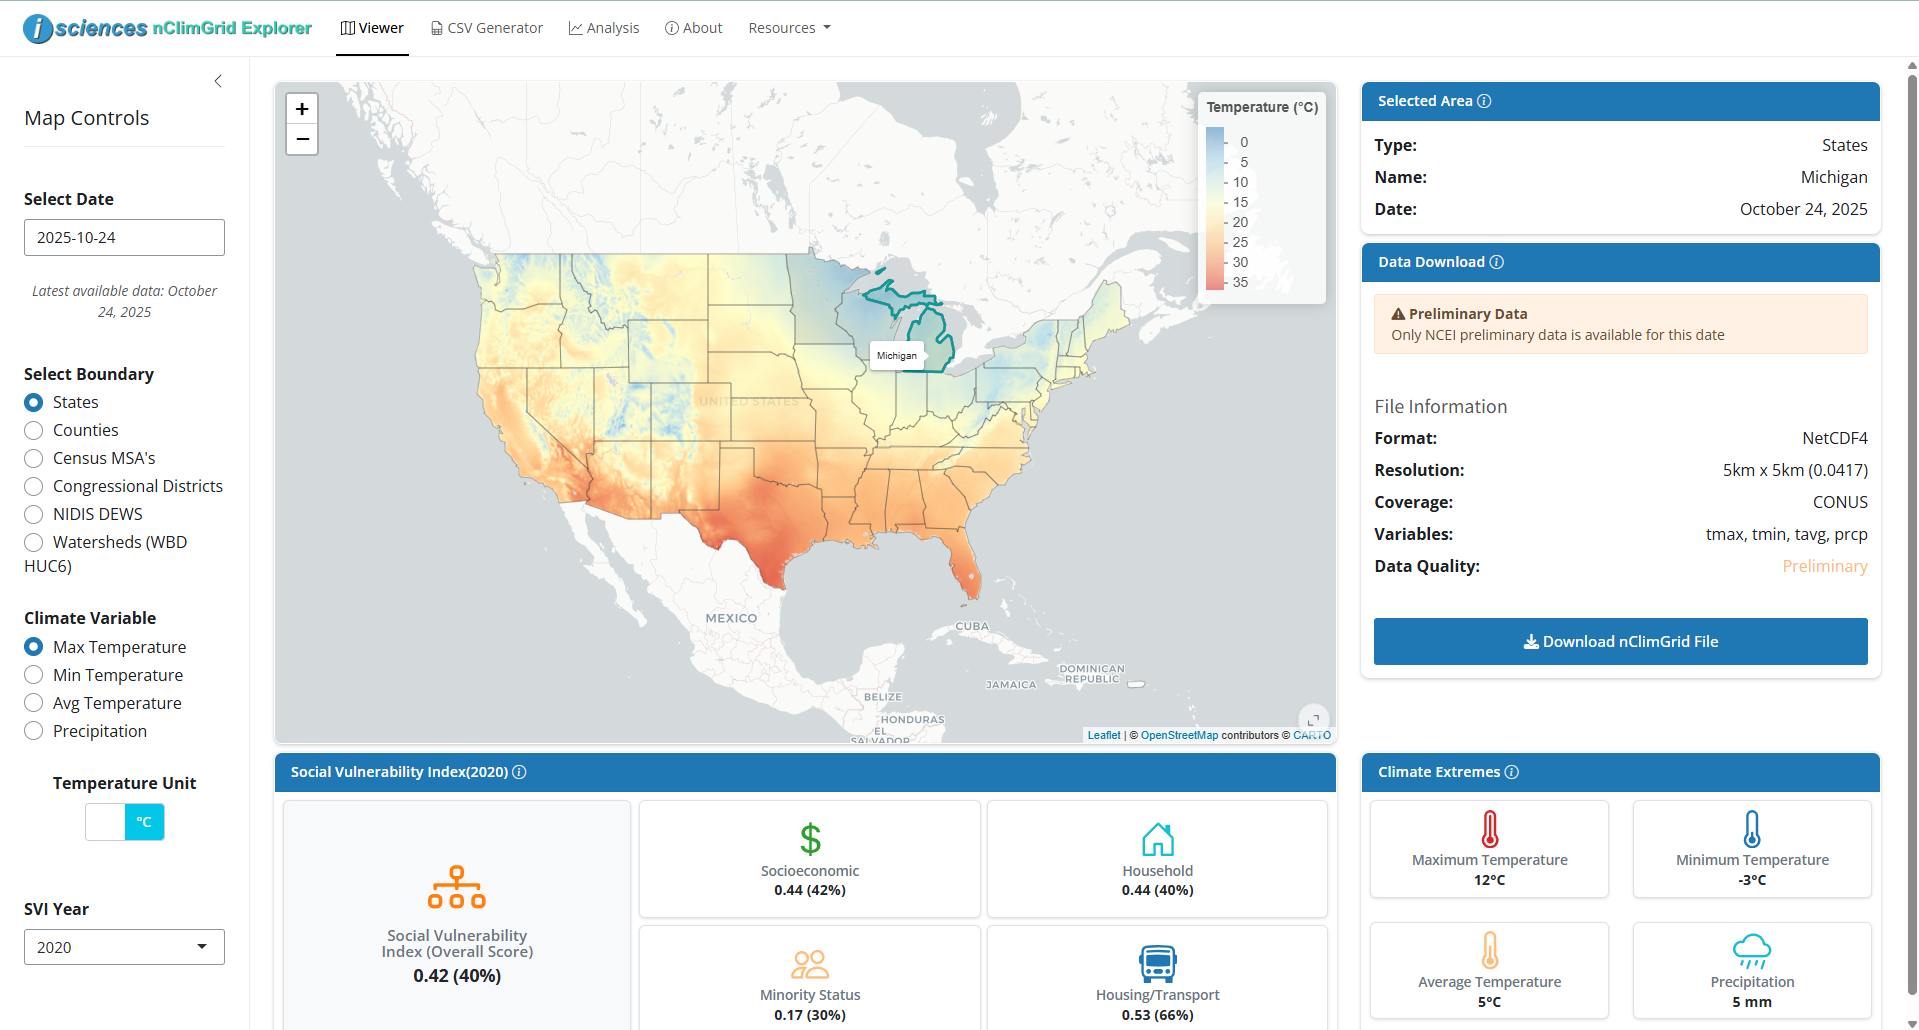 i sciences nClimGrid Explorer
Viewer
CSV Generator
Analysis
About
Resources
Map Controls
Select Date
2025-10-24
Latest available data: October
24, 2025
Select Boundary
States
Counties
Census MSA's
Congressional Districts
NIDIS DEWS
Watersheds (WBD
HUC6)
Climate Variable
Max Temperature
Min Temperature
Avg Temperature
Precipitation
Temperature Unit
°C
SVI Year
2020
+
−
Temperature (°C)
0
5
10
15
20
25
30
35
Michigan
UNITED STATES
MEXICO
CUBA
DOMINICAN
REPUBLIC
JAMAICA
BELIZE
HONDURAS
EL
SALVADOR
Leaflet | © OpenStreetMap contributors © CARTO
Selected Area
Type: States
Name: Michigan
Date: October 24, 2025
Data Download
Preliminary Data
Only NCEI preliminary data is available for this date
File Information
Format: NetCDF4
Resolution: 5km x 5km (0.0417)
Coverage: CONUS
Variables: tmax, tmin, tavg, prcp
Data Quality: Preliminary
Download nClimGrid File
Social Vulnerability Index(2020)
Social Vulnerability
Index (Overall Score)
0.42 (40%)
$
Socioeconomic
0.44 (42%)
Household
0.44 (40%)
Minority Status
0.17 (30%)
Housing/Transport
0.53 (66%)
Climate Extremes
Maximum Temperature
12°C
Minimum Temperature
-3°C
Average Temperature
5°C
Precipitation
5 mm